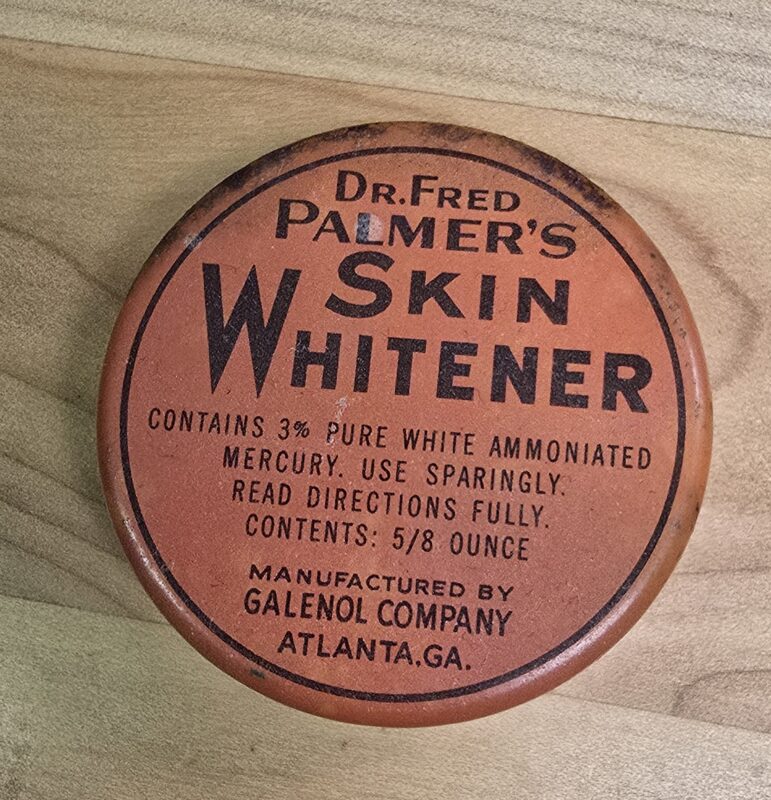 DR. FRED
PALMER'S
SKIN
WHITENER
CONTAINS 3% PURE WHITE AMMONIATED
MERCURY. USE SPARINGLY.
READ DIRECTIONS FULLY.
CONTENTS: 5/8 OUNCE
MANUFACTURED BY
GALENOL COMPANY
ATLANTA, GA.